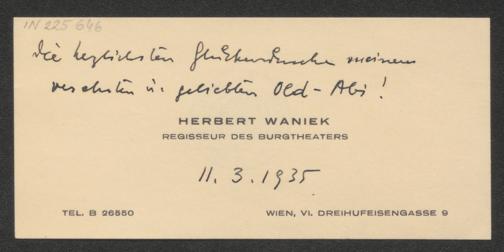 IN 225 646
Die herzlichsten Glückwünsche meinem
verehrten u. geliebten Old-Abi!
HERBERT WANIEK
REGISSEUR DES BURGTHEATERS
11. 3. 1935
TEL. B 26550 WIEN, VI. DREIHUFEISENGASSE 9